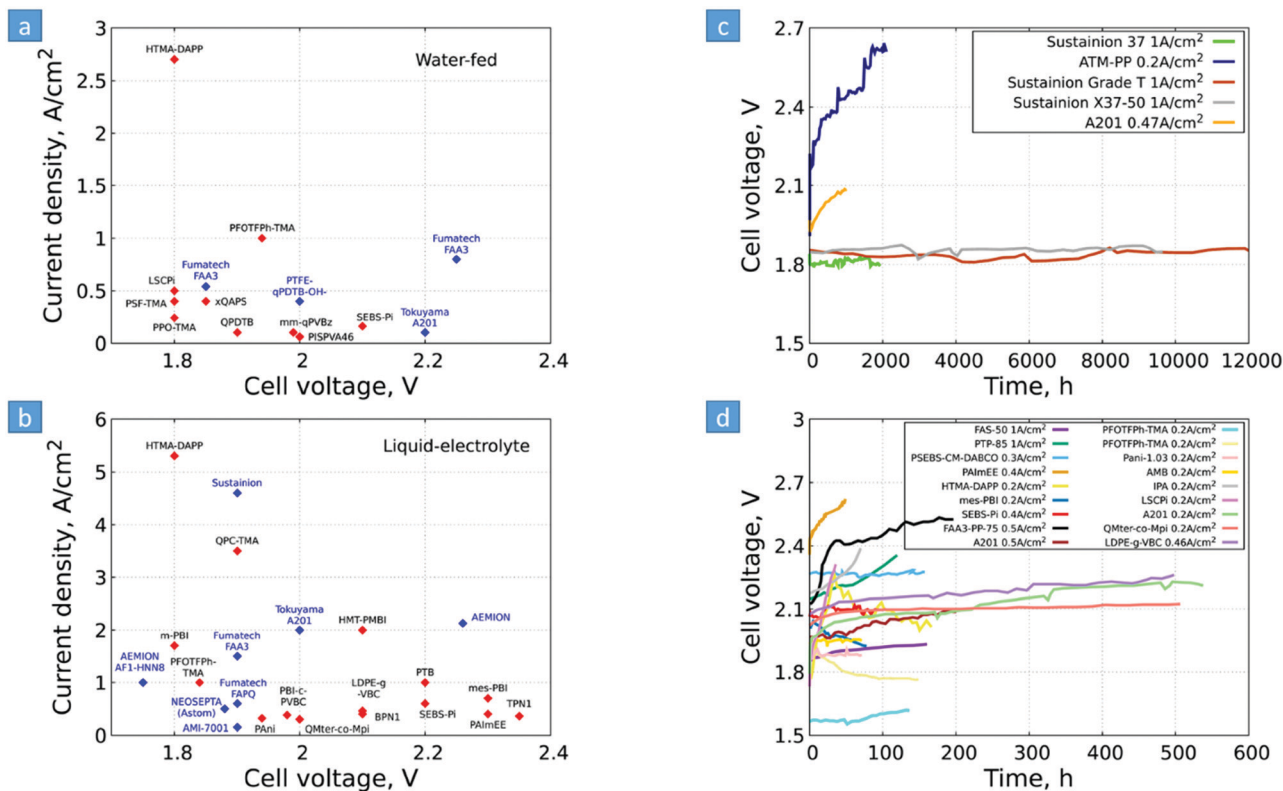 a
3
2.5
2
1.5
1
0.5
0
Current density, A/cm²
1.8
2
2.2
2.4
Cell voltage, V
Water-fed
HTMA-DAPP
PFOTFPh-TMA
Fumatech
FAA3
LSCPi
Fumatech
FAA3
PTFE-
qPDTB-OH-
PSF-TMA
xQAPS
PPO-TMA
QPDTB
mm-qPVBz
PISPVA46
SEBS-Pi
Tokuyama
A201
b
6
5
4
3
2
1
0
Current density, A/cm²
1.8
2
2.2
2.4
Cell voltage, V
Liquid-electrolyte
HTMA-DAPP
Sustainion
QPC-TMA
Tokuyama
A201
HMT-PMBI
AEMION
m-PBI
Fumatech
FAA3
AEMION
AF1-HNN8
PFOTFPh-
TMA
Fumatech
FAPQ
NEOSEPTA
(Astom)
AMI-7001
PBI-c-
PVBC
LDPE-g
-VBC
PTB
mes-PBI
TPN1
PAni
QMter-co-Mpi
BPN1
SEBS-Pi
PAImEE
c
2.7
2.4
2.1
1.8
1.5
Cell voltage, V
0
2000
4000
6000
8000
10000
12000
Time, h
Sustainion 37 1A/cm²
ATM-PP 0.2A/cm²
Sustainion Grade T 1A/cm²
Sustainion X37-50 1A/cm²
A201 0.47A/cm²
d
3
2.7
2.4
2.1
1.8
1.5
Cell voltage, V
0
100
200
300
400
500
600
Time, h
FAS-50 1A/cm²
PTP-85 1A/cm²
PSEBS-CM-DABCO 0.3A/cm²
PAImEE 0.4A/cm²
HTMA-DAPP 0.2A/cm²
mes-PBI 0.2A/cm²
SEBS-Pi 0.4A/cm²
FAA3-PP-75 0.5A/cm²
A201 0.5A/cm²
PFOTFPh-TMA 0.2A/cm²
PFOTFPh-TMA 0.2A/cm²
Pani-1.03 0.2A/cm²
AMB 0.2A/cm²
IPA 0.2A/cm²
LSCPi 0.2A/cm²
A201 0.2A/cm²
QMter-co-Mpi 0.2A/cm²
LDPE-g-VBC 0.46A/cm²